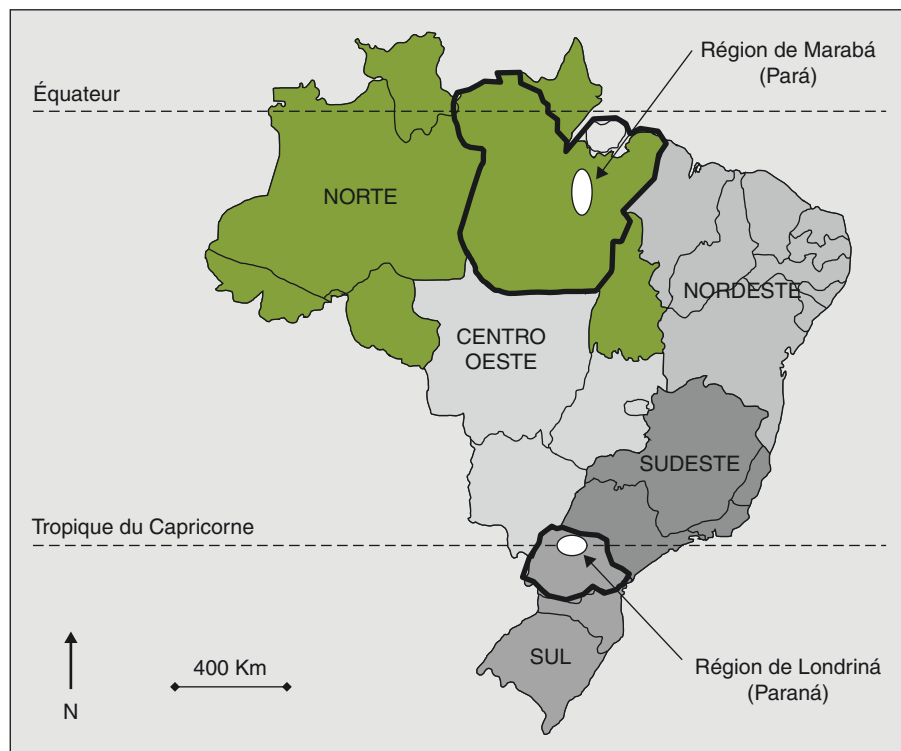 Région de Marabá
(Pará)
Équateur
NORTE
NORDESTE
CENTRO
OESTE
SUDESTE
Tropique du Capricorne
SUL
400 Km
N
Région de Londriná
(Paraná)